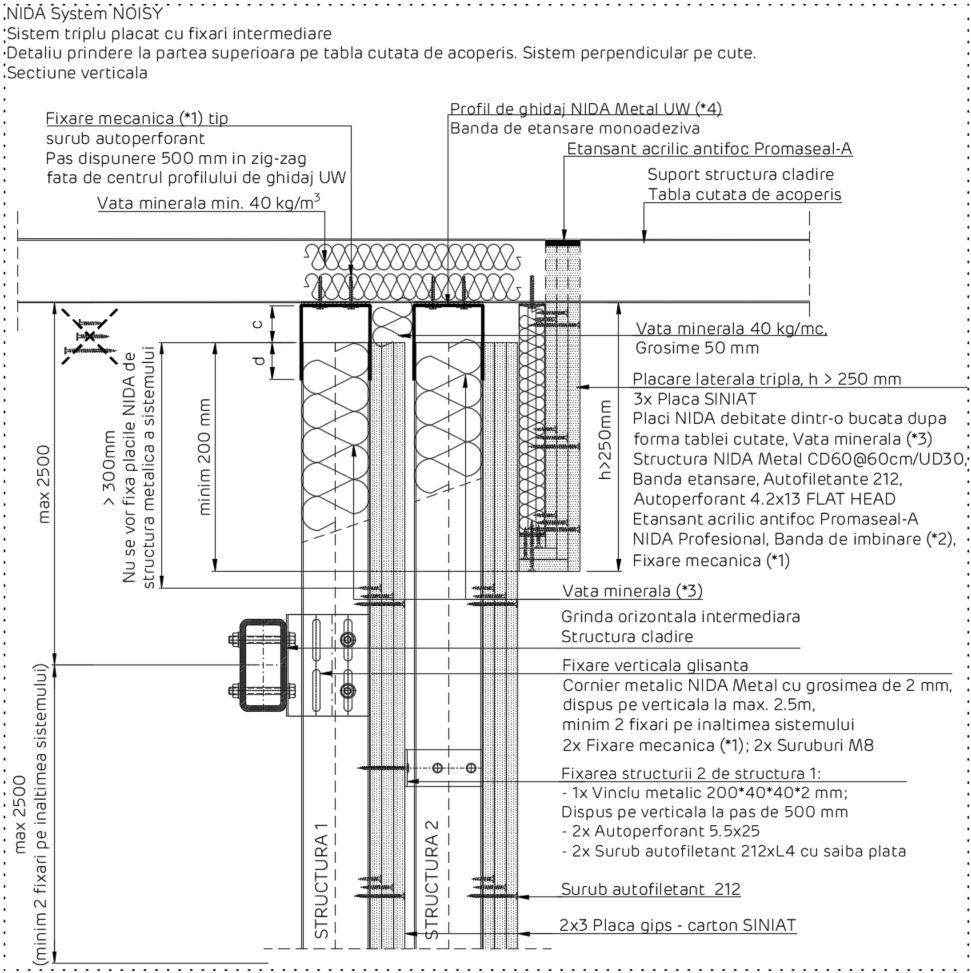 NIDA System NOISY
Sistem triplu placat cu fixari intermediare
Detaliu prindere la partea superioara pe tabla cutata de acoperis. Sistem perpendicular pe cute.
Sectiune verticala
Fixare mecanica (*1) tip
surub autoperforant
Pas dispunere 500 mm in zig-zag
fata de centrul profilului de ghidaj UW
Vata minerala min. 40 kg/m³
Profil de ghidaj NIDA Metal UW (*4)
Banda de etansare monoadeziva
Etansant acrilic antifoc Promaseal-A
Suport structura cladire
Tabla cutata de acoperis
c
d
max 2500
> 300mm
Nu se vor fixa placile NIDA de
structura metalica a sistemului
minim 200 mm
h>250mm
Vata minerala 40 kg/mc,
Grosime 50 mm
Placare laterala tripla, h > 250 mm
3x Placa SINIAT
Placi NIDA debitate dintr-o bucata dupa
forma tablei cutate, Vata minerala (*3)
Structura NIDA Metal CD60@60cm/UD30,
Banda etansare, Autofiletante 212,
Autoperforant 4.2x13 FLAT HEAD
Etansant acrilic antifoc Promaseal-A
NIDA Profesional, Banda de imbinare (*2),
Fixare mecanica (*1)
Vata minerala (*3)
Grinda orizontala intermediara
Structura cladire
Fixare verticala glisanta
Cornier metalic NIDA Metal cu grosimea de 2 mm,
dispus pe verticala la max. 2.5m,
minim 2 fixari pe inaltimea sistemului
2x Fixare mecanica (*1); 2x Suruburi M8
Fixarea structurii 2 de structura 1:
- 1x Vinclu metalic 200*40*40*2 mm;
Dispus pe verticala la pas de 500 mm
- 2x Autoperforant 5.5x25
- 2x Surub autofiletant 212xL4 cu saiba plata
Surub autofiletant 212
2x3 Placa gips - carton SINIAT
max 2500
(minim 2 fixari pe inaltimea sistemului)
STRUCTURA 1
STRUCTURA 2